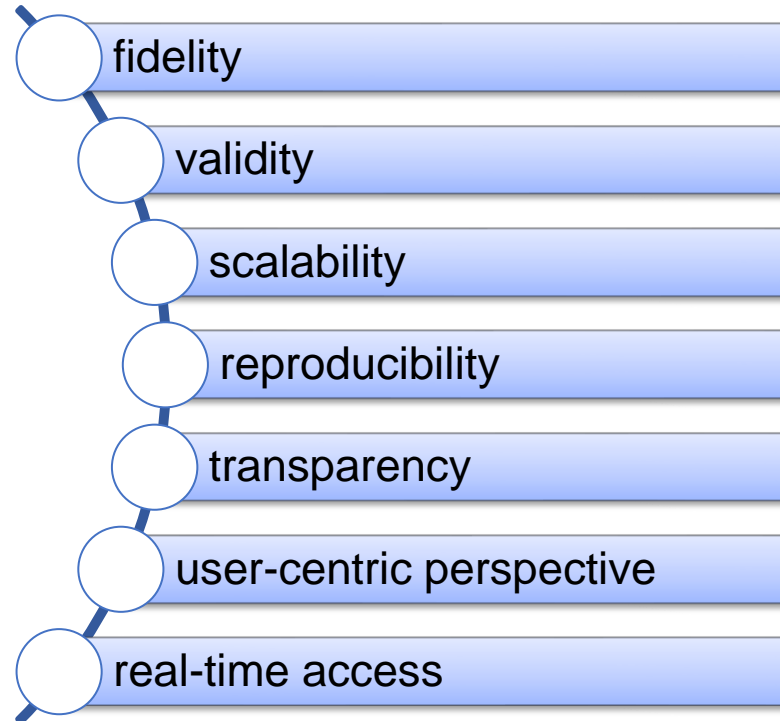 fidelity
validity
scalability
reproducibility
transparency
user-centric perspective
real-time access